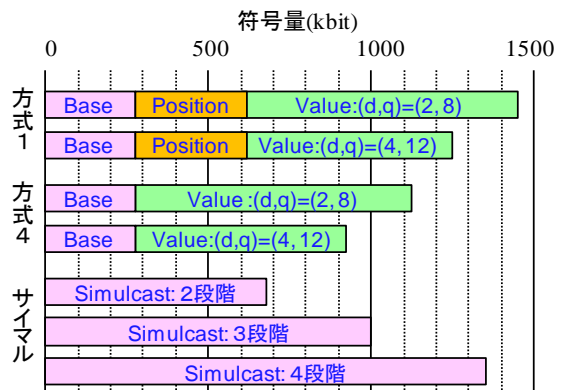 符号量(kbit)
0 500 1000 1500
方式1
Base Position Value:(d,q)=(2,8)
Base Position Value:(d,q)=(4,12)
方式4
Base Value:(d,q)=(2,8)
Base Value:(d,q)=(4,12)
サイマル
Simulcast: 2段階
Simulcast: 3段階
Simulcast: 4段階